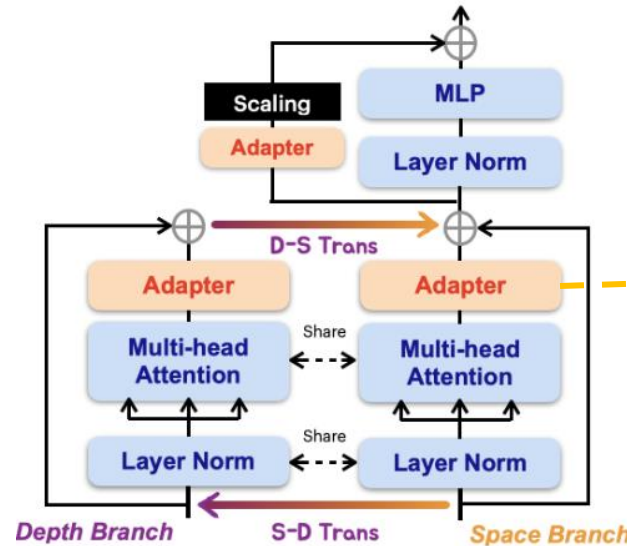 Scaling
MLP
Adapter
Layer Norm
D-S Trans
Adapter
Adapter
Multi-head
Attention
Share
Multi-head
Attention
Layer Norm
Share
Layer Norm
Depth Branch
S-D Trans
Space Branch